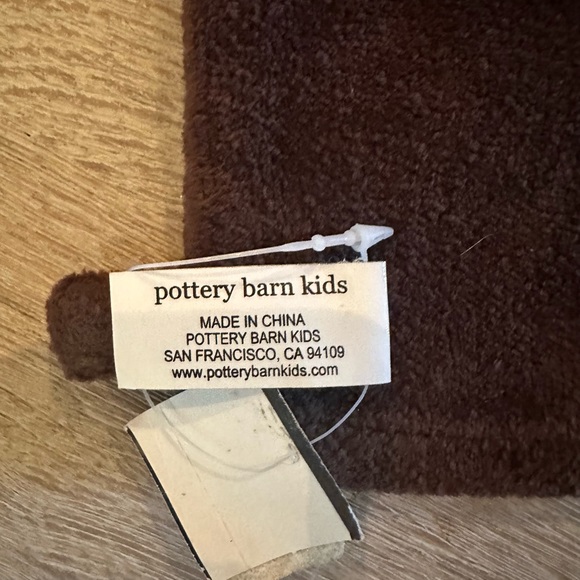 pottery barn kids
MADE IN CHINA
POTTERY BARN KIDS
SAN FRANCISCO, CA 94109
www.potterybarnkids.com